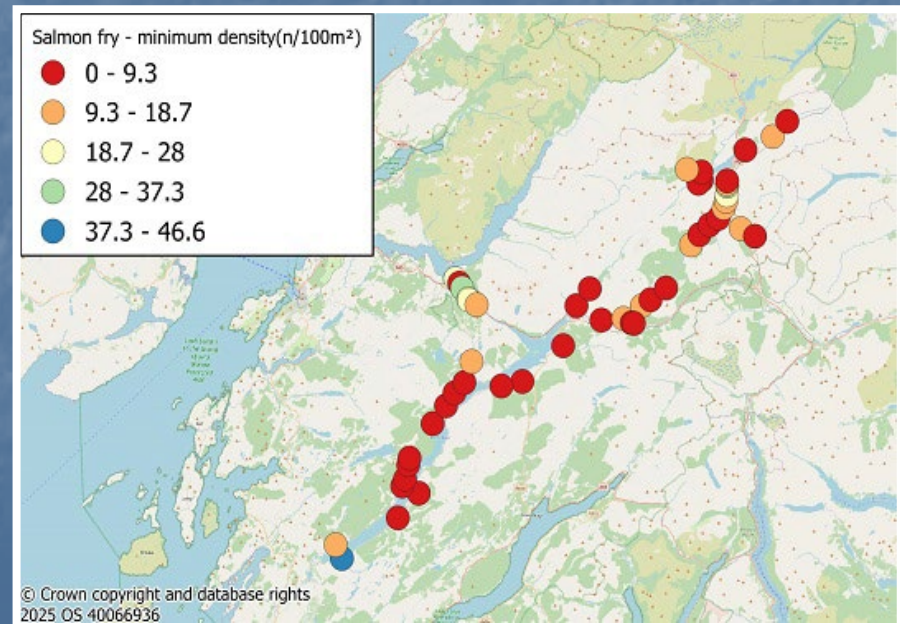 Salmon fry - minimum density(n/100m²)
0 - 9.3
9.3 - 18.7
18.7 - 28
28 - 37.3
37.3 - 46.6
© Crown copyright and database rights
2025 OS 40066936